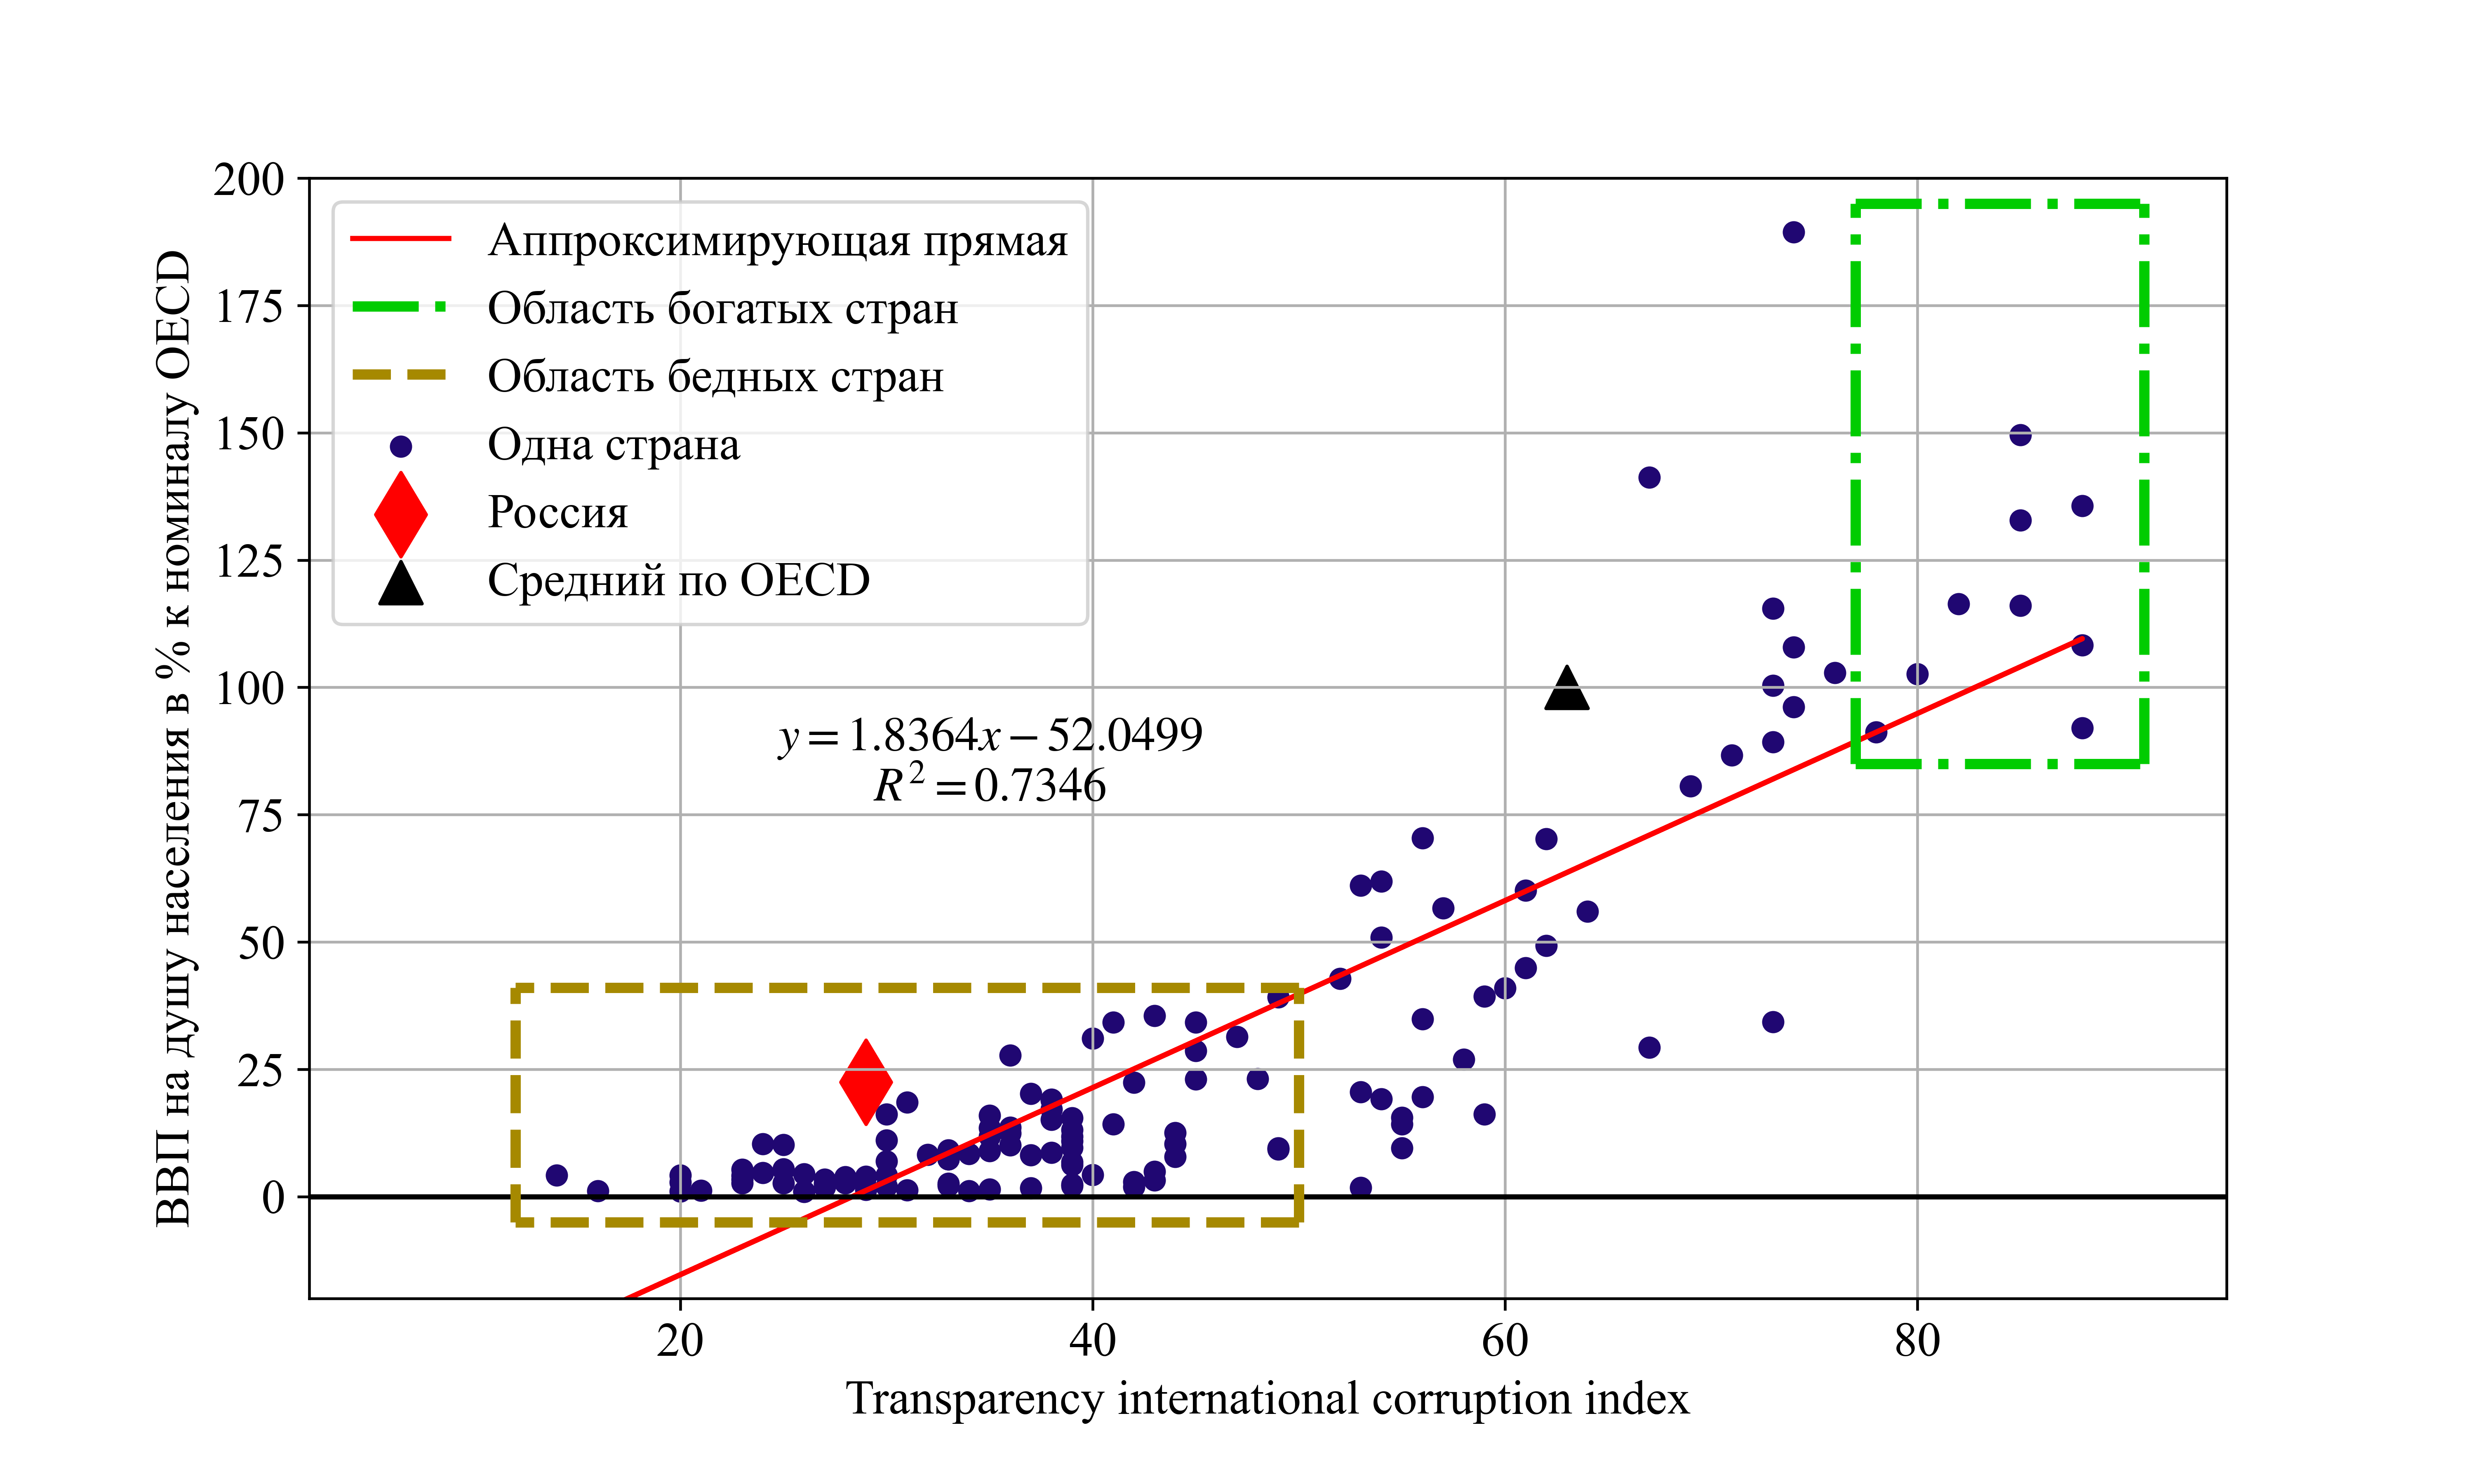 200
175
150
125
100
75
50
25
0
ВВП на душу населения в % к номиналу OECD
Аппроксимирующая прямая
Область богатых стран
Область бедных стран
Одна страна
Россия
Средний по OECD
y = 1.8364x − 52.0499
R² = 0.7346
20 40 60 80
Transparency international corruption index